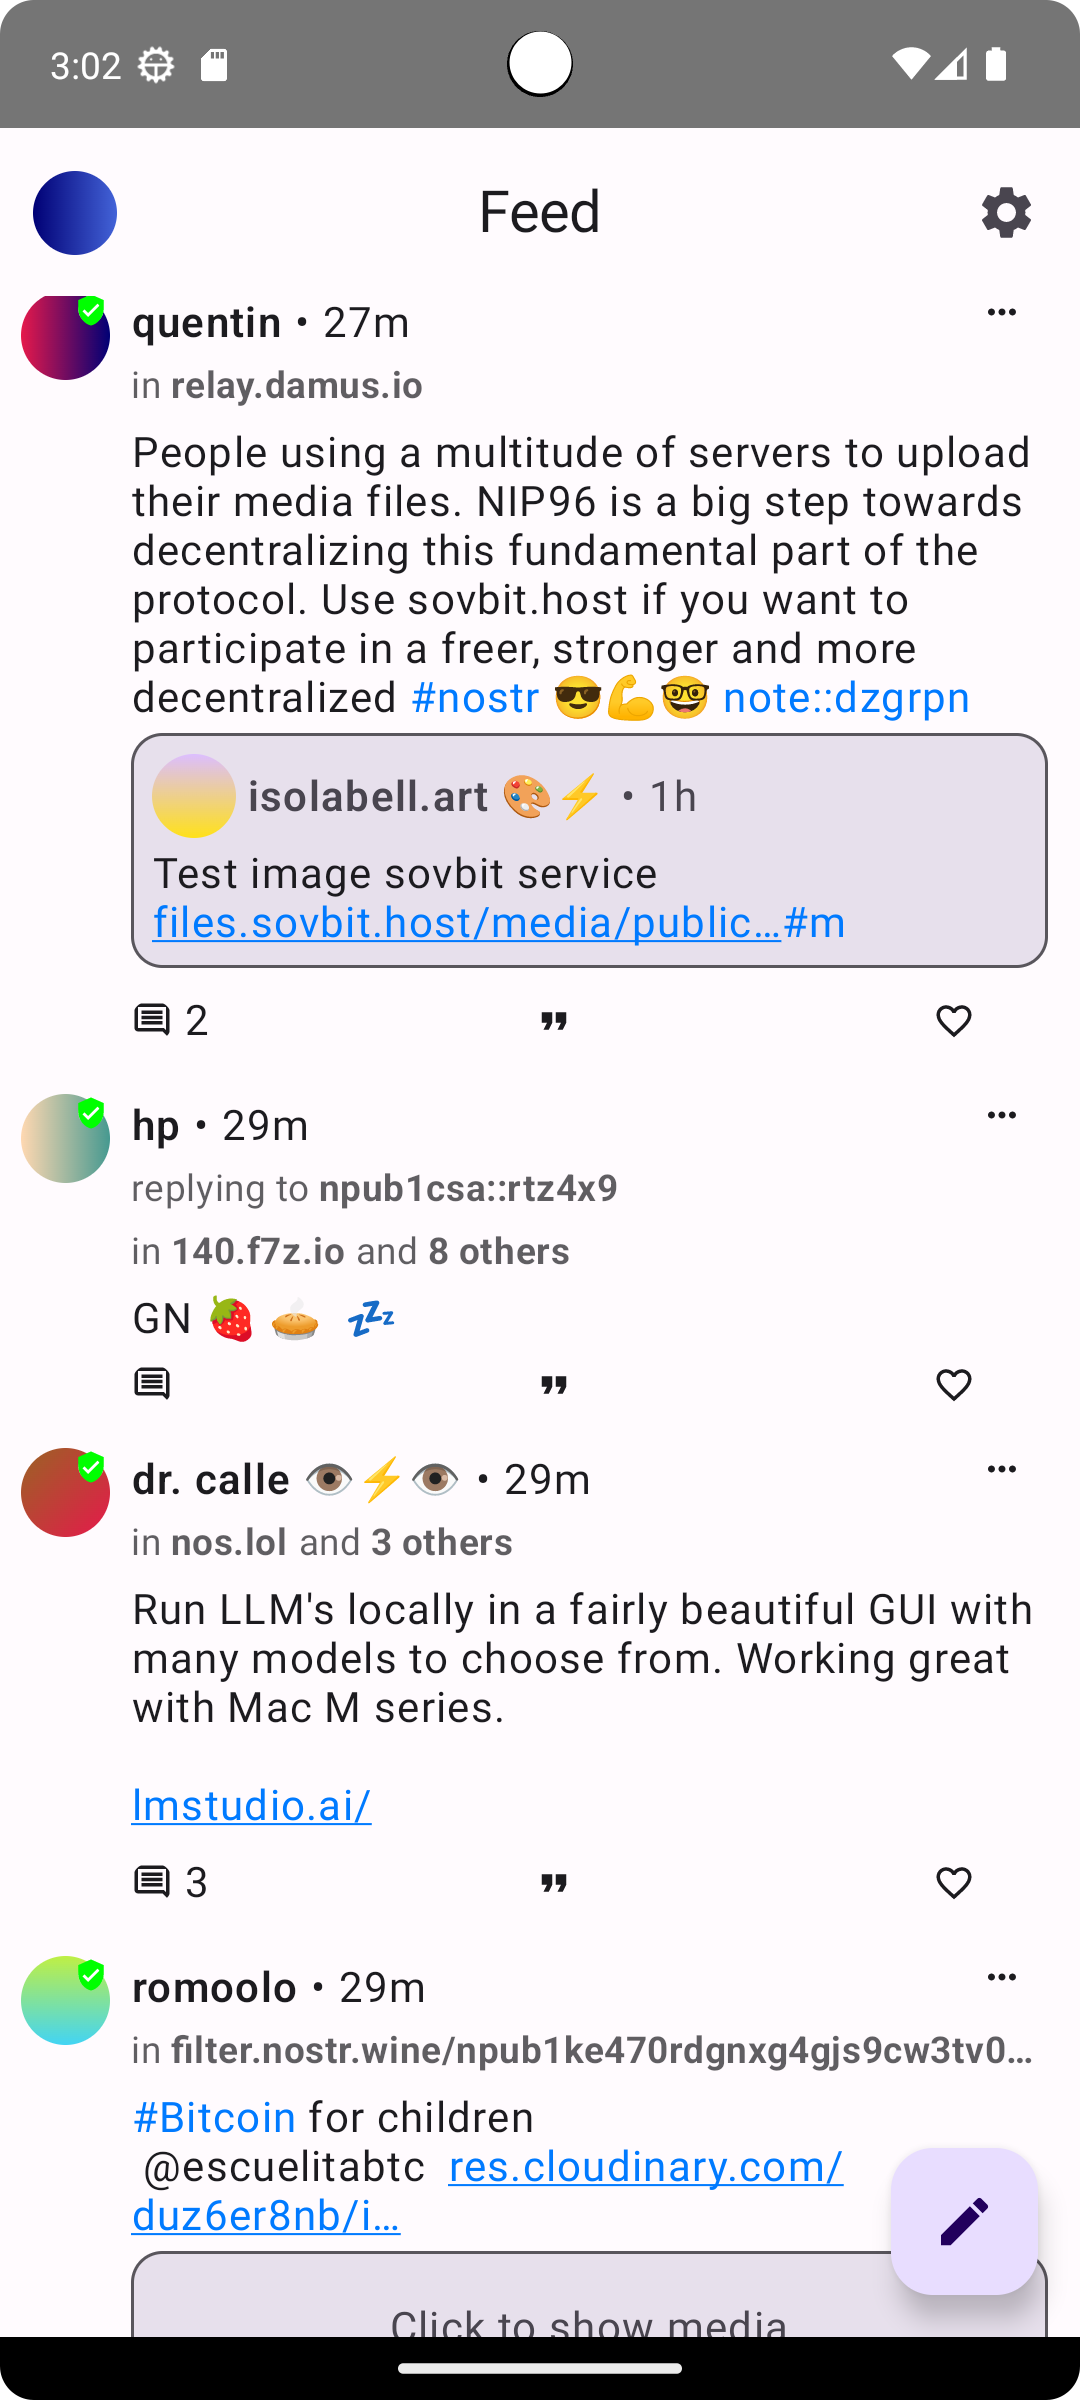 3:02
Feed
quentin • 27m
in relay.damus.io
People using a multitude of servers to upload
their media files. NIP96 is a big step towards
decentralizing this fundamental part of the
protocol. Use sovbit.host if you want to
participate in a freer, stronger and more
decentralized #nostr 😎💪🤓 note::dzgrpn
isolabell.art 🎨⚡ • 1h
Test image sovbit service
files.sovbit.host/media/public…#m
2
hp • 29m
replying to npub1csa::rtz4x9
in 140.f7z.io and 8 others
GN 🍓 🥧 💤
dr. calle 👁️⚡👁️ • 29m
in nos.lol and 3 others
Run LLM's locally in a fairly beautiful GUI with
many models to choose from. Working great
with Mac M series.
lmstudio.ai/
3
romoolo • 29m
in filter.nostr.wine/npub1ke470rdgnxg4gjs9cw3tv0…
#Bitcoin for children
@escuelitabtc res.cloudinary.com/
duz6er8nb/i…
Click to show media